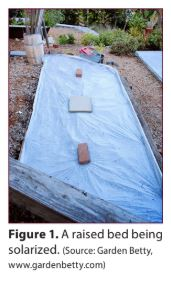 Figure 1. A raised bed being
solarized. (Source: Garden Betty,
www.gardenbetty.com)